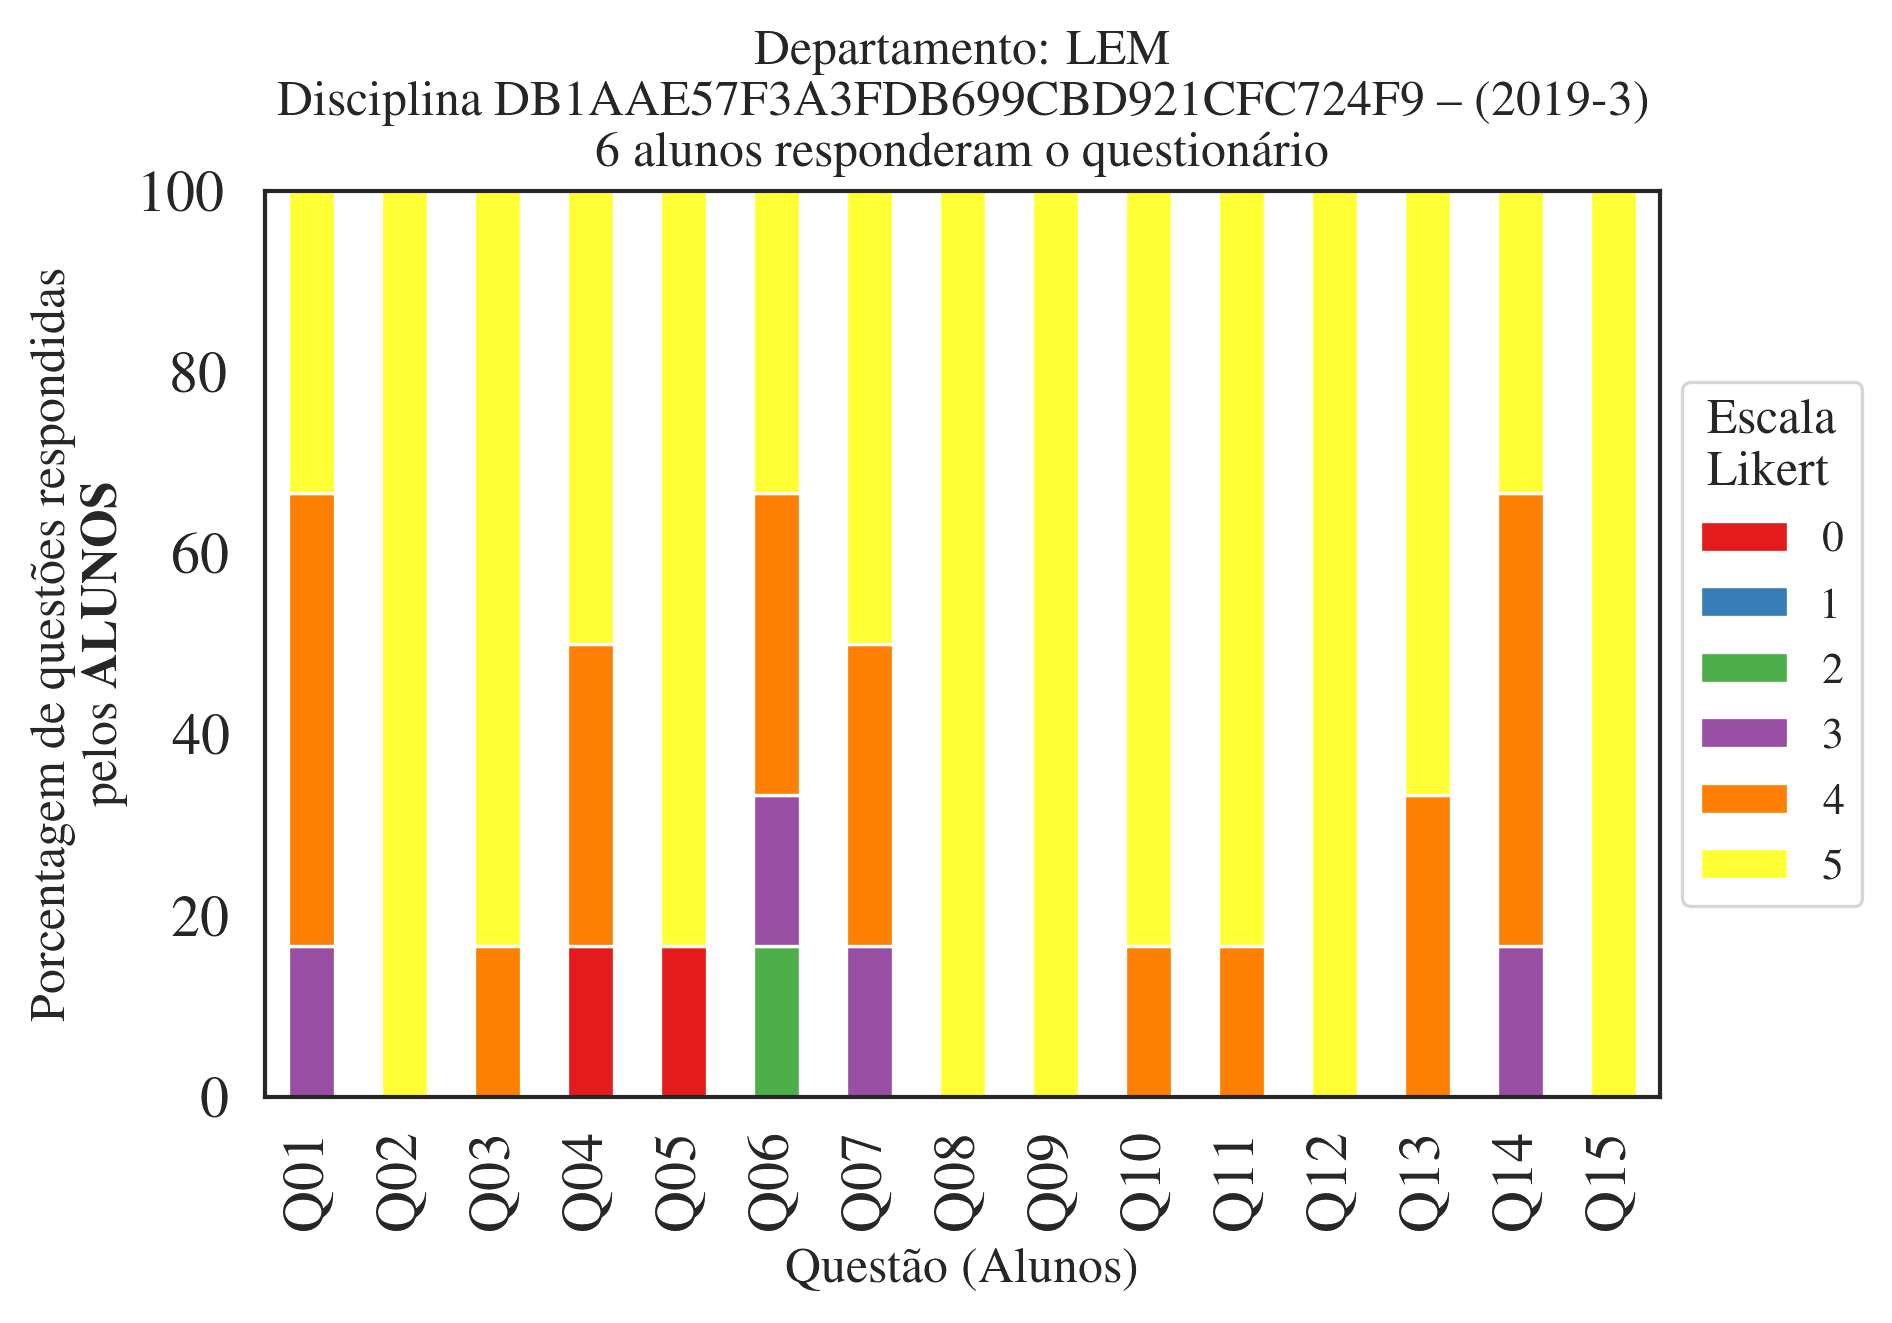 Departamento: LEM
Disciplina DB1AAE57F3A3FDB699CBD921CFC724F9 – (2019-3)
6 alunos responderam o questionário
Porcentagem de questões respondidas
pelos ALUNOS
100
80
60
40
20
0
Q01
Q02
Q03
Q04
Q05
Q06
Q07
Q08
Q09
Q10
Q11
Q12
Q13
Q14
Q15
Questão (Alunos)
Escala
Likert
0
1
2
3
4
5